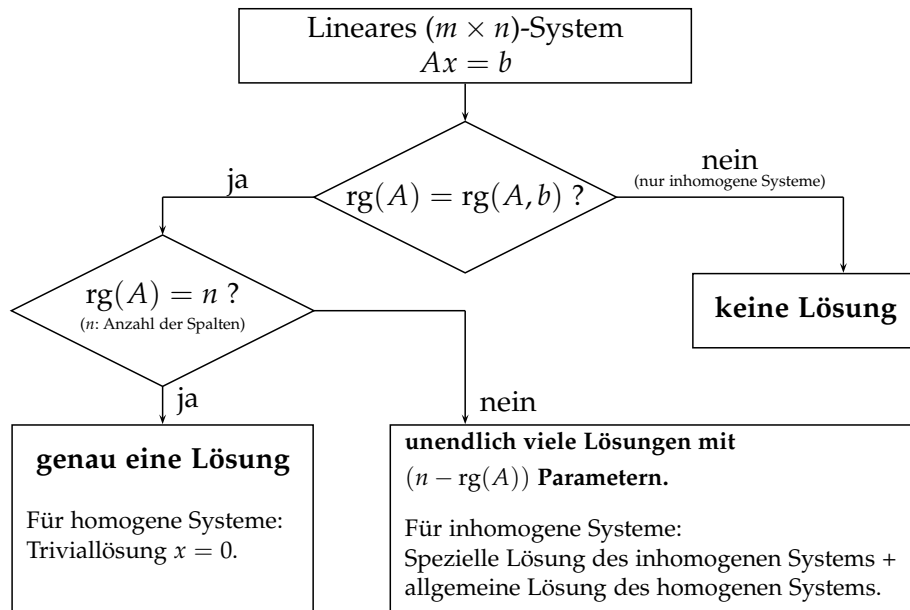 Lineares (m × n)-System
Ax = b
ja
rg(A) = rg(A, b) ?
nein
(nur inhomogene Systeme)
rg(A) = n ?
(n: Anzahl der Spalten)
keine Lösung
ja
nein
genau eine Lösung
Für homogene Systeme:
Triviallösung x = 0.
unendlich viele Lösungen mit
(n − rg(A)) Parametern.
Für inhomogene Systeme:
Spezielle Lösung des inhomogenen Systems +
allgemeine Lösung des homogenen Systems.